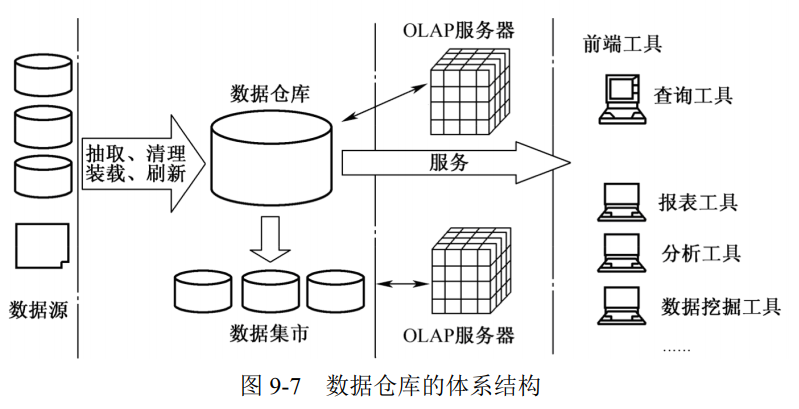 OLAP服务器
前端工具
数据仓库
查询工具
抽取、清理
装载、刷新
服务
报表工具
分析工具
数据源
数据集市
OLAP服务器
数据挖掘工具
……
图 9-7 数据仓库的体系结构